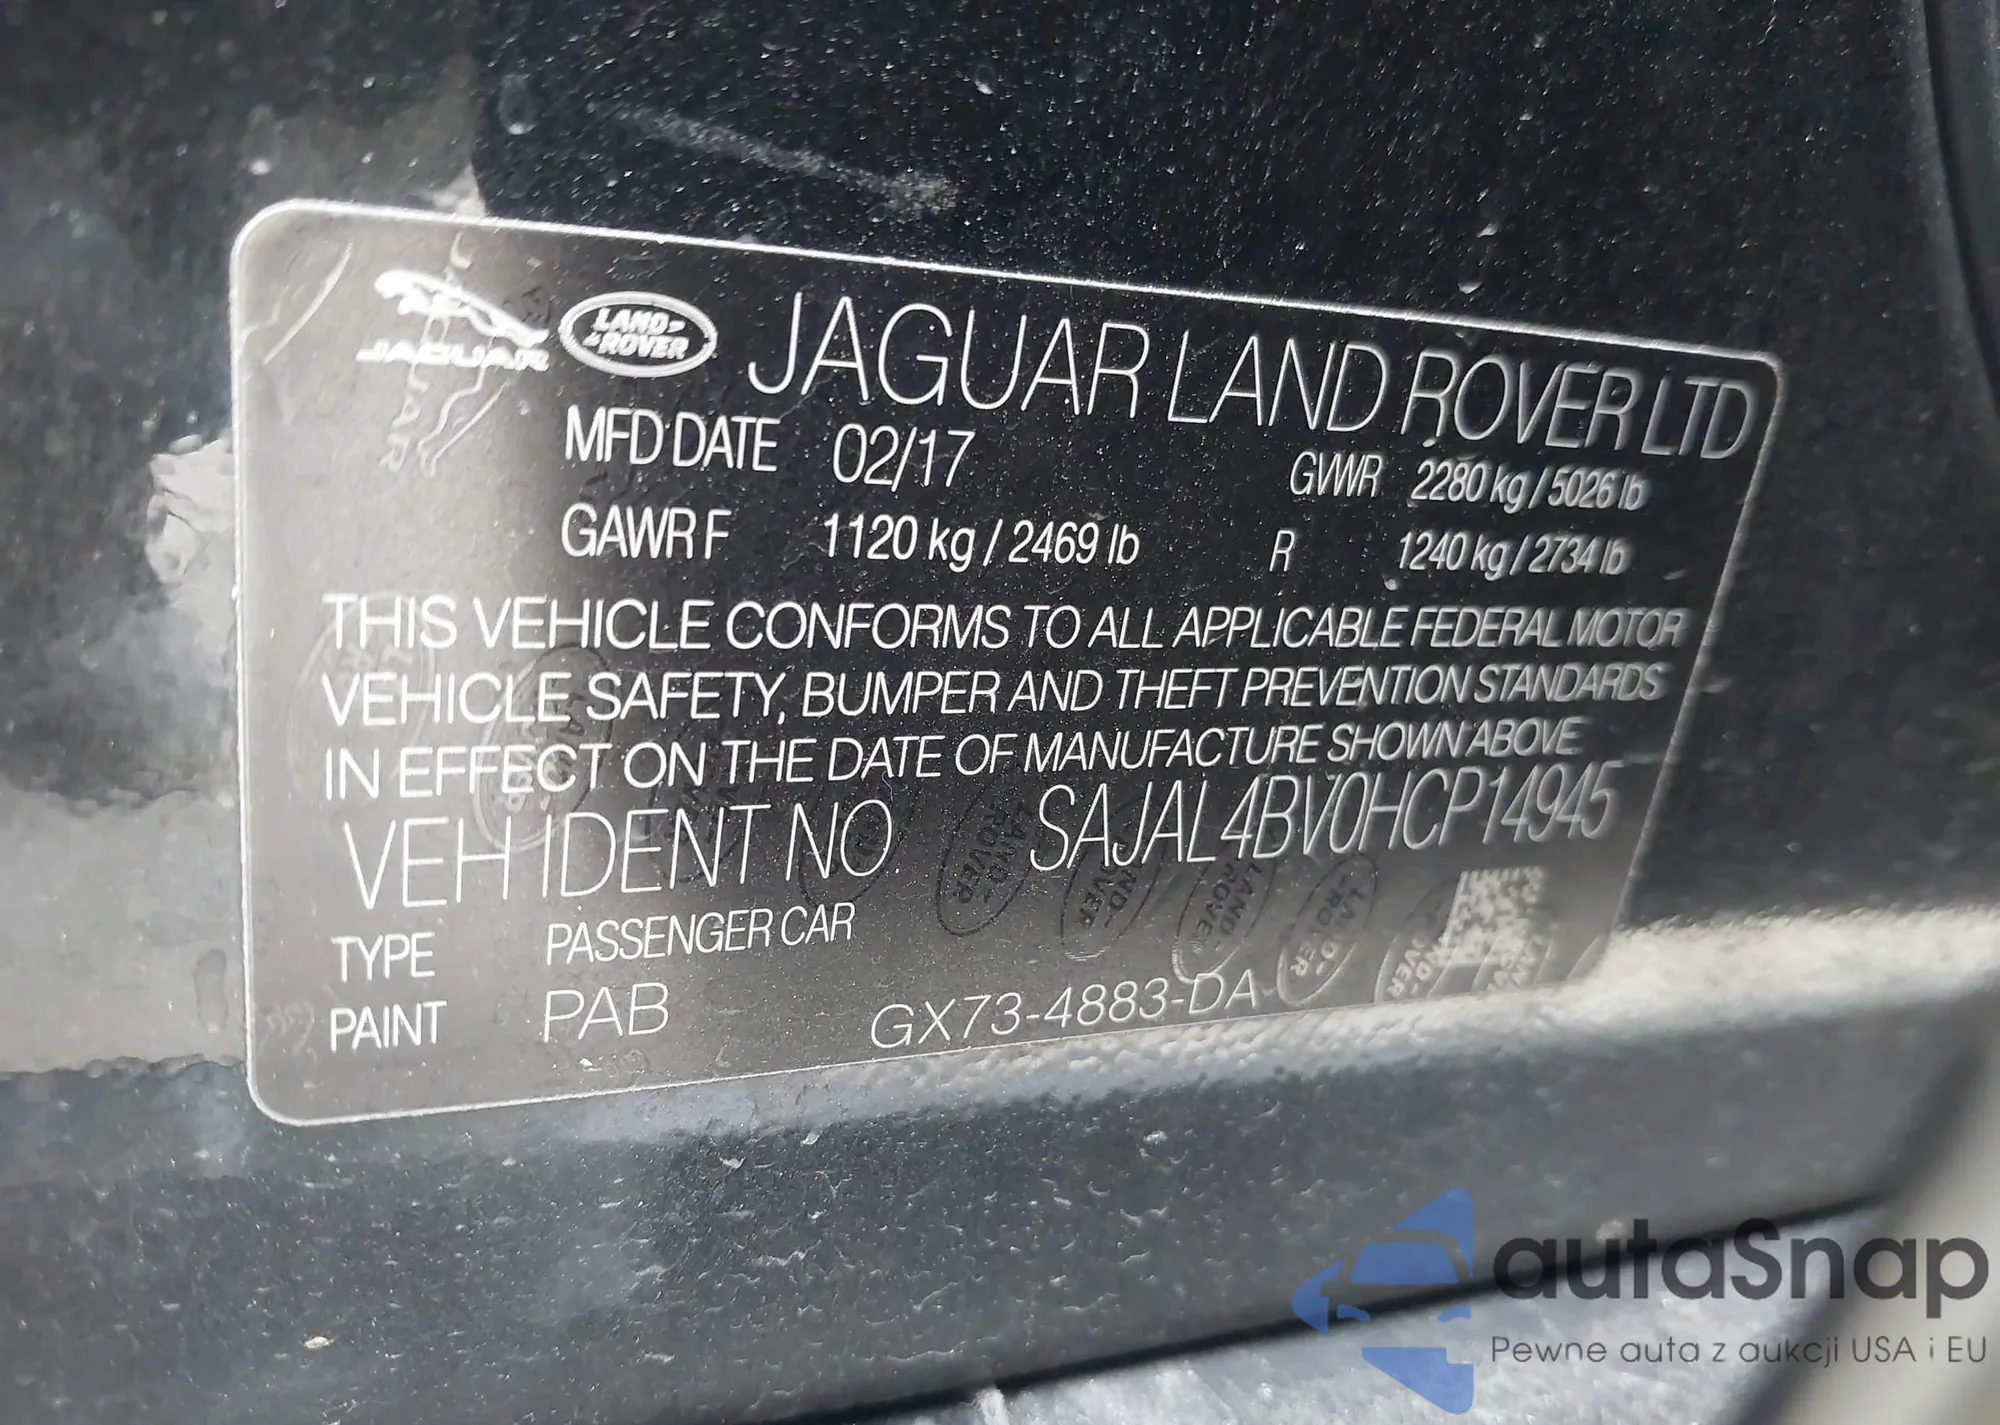 JAGUAR LAND-ROVER JAGUAR LAND ROVER LTD
MFD DATE 02/17 GVWR 2280 kg / 5026 lb
GAWR F 1120 kg / 2469 lb R 1240 kg / 2734 lb
THIS VEHICLE CONFORMS TO ALL APPLICABLE FEDERAL MOTOR
VEHICLE SAFETY, BUMPER AND THEFT PREVENTION STANDARDS
IN EFFECT ON THE DATE OF MANUFACTURE SHOWN ABOVE
VEH IDENT NO. SAJAL4BV0HCP14945
TYPE PASSENGER CAR
PAINT PAB GX73-4883-DA
autaSnap
Pewne auta z aukcji USA i EU